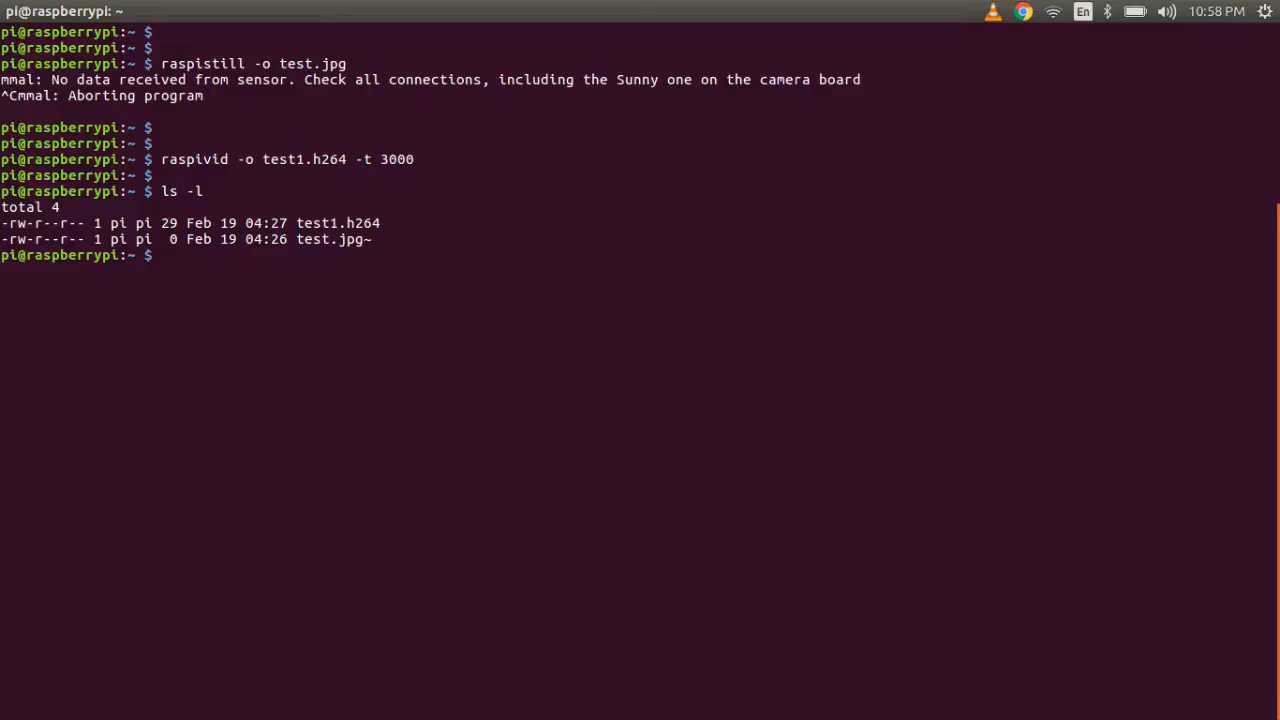 pi@raspberrypi: ~
En
10:58 PM
pi@raspberrypi:~ $
pi@raspberrypi:~ $
pi@raspberrypi:~ $ raspistill -o test.jpg
mmal: No data received from sensor. Check all connections, including the Sunny one on the camera board
^Cmmal: Aborting program
pi@raspberrypi:~ $
pi@raspberrypi:~ $
pi@raspberrypi:~ $ raspivid -o test1.h264 -t 3000
pi@raspberrypi:~ $
pi@raspberrypi:~ $ ls -l
total 4
-rw-r--r-- 1 pi pi 29 Feb 19 04:27 test1.h264
-rw-r--r-- 1 pi pi  0 Feb 19 04:26 test.jpg~
pi@raspberrypi:~ $